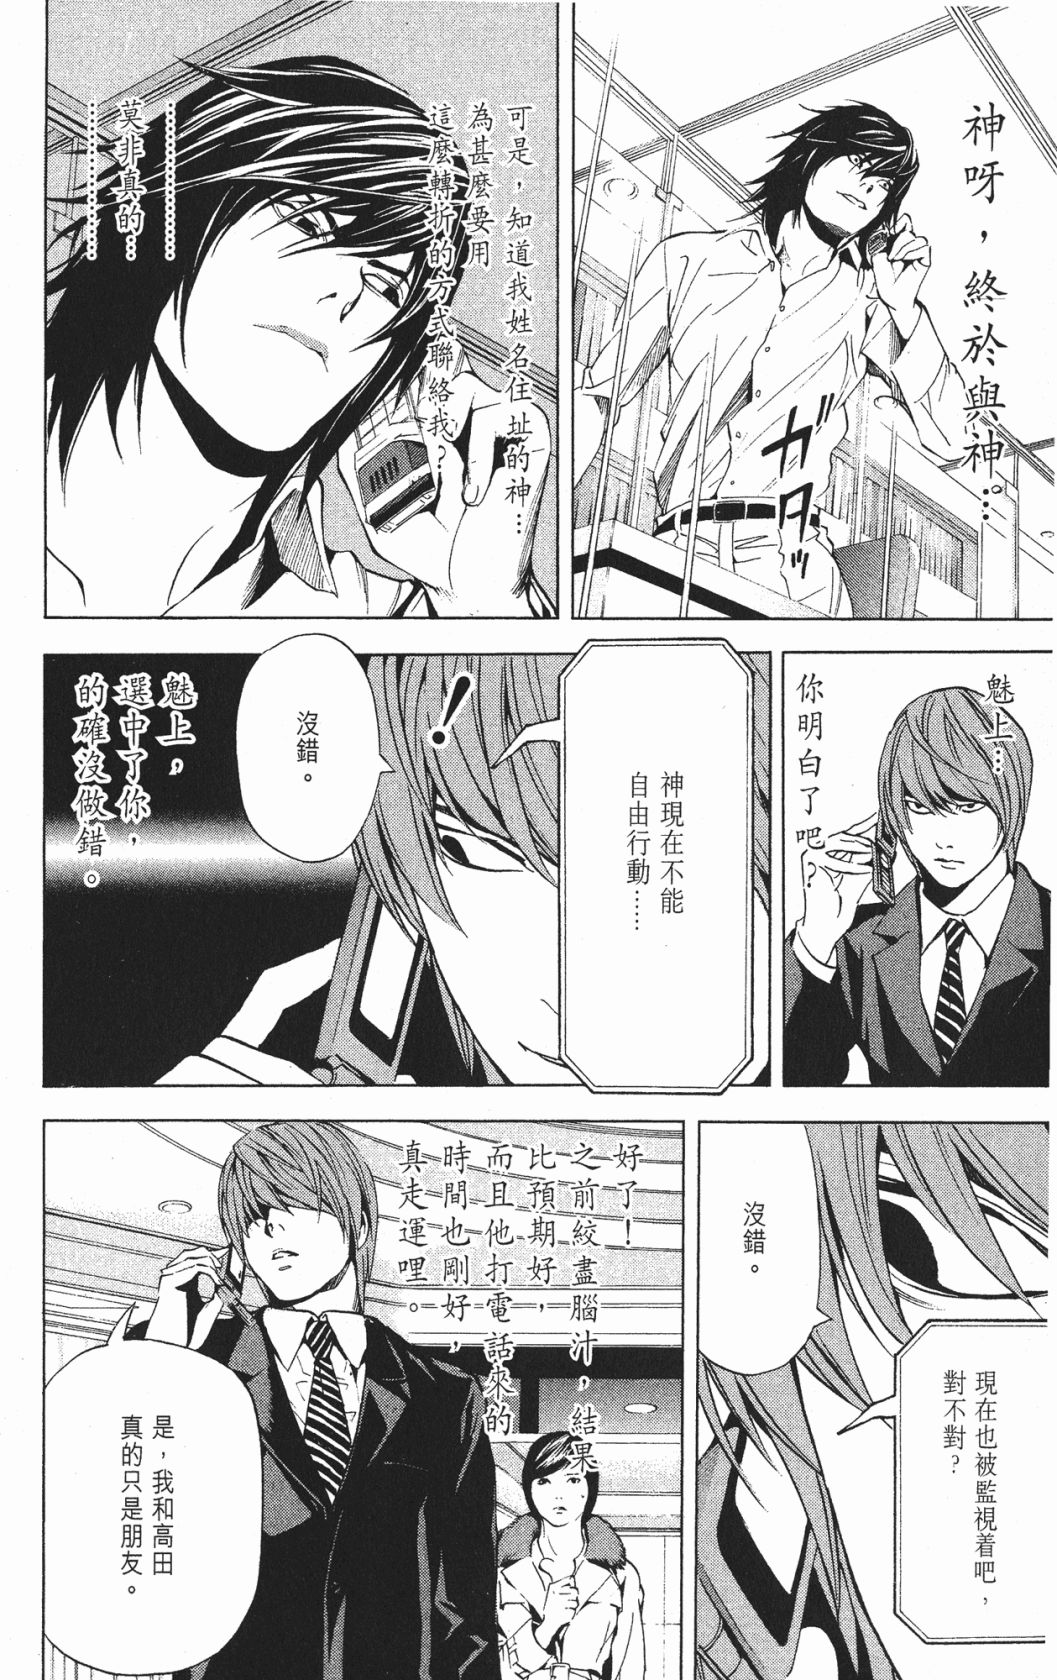 神呀，終於與神…
ガタッ
可是，知道我姓名住址的神…
為甚麼要用
這麼轉折的方式聯絡我？
…………
莫非真的…
…………
魅上…
你明白了吧？
神現在不能
自由行動……
！
沒錯。
魅上，
選中了你，
的確沒做錯。
現在也被監視着吧，
對不對？
沒錯。
好了！
之前絞盡腦汁，結果
比預期好，
而且他打電話來的
時間也剛好，
真走運哩。
是，我和高田
真的只是朋友。